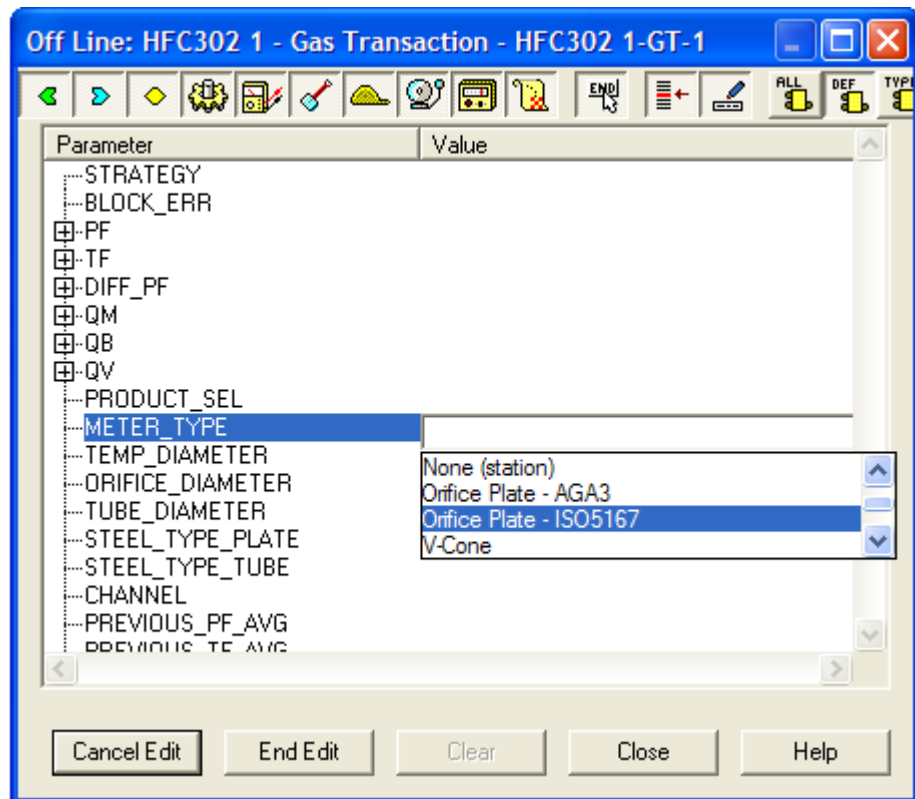 Off Line: HFC302 1 - Gas Transaction - HFC302 1-GT-1
END ALL DEF TYPI
Parameter Value
STRATEGY
BLOCK_ERR
PF
TF
DIFF_PF
QM
QB
QV
PRODUCT_SEL
METER_TYPE
TEMP_DIAMETER
ORIFICE_DIAMETER
TUBE_DIAMETER
STEEL_TYPE_PLATE
STEEL_TYPE_TUBE
CHANNEL
PREVIOUS_PF_AVG
PREVIOUS_TF_AVG
None (station)
Orifice Plate - AGA3
Orifice Plate - ISO5167
V-Cone
Cancel Edit End Edit Clear Close Help